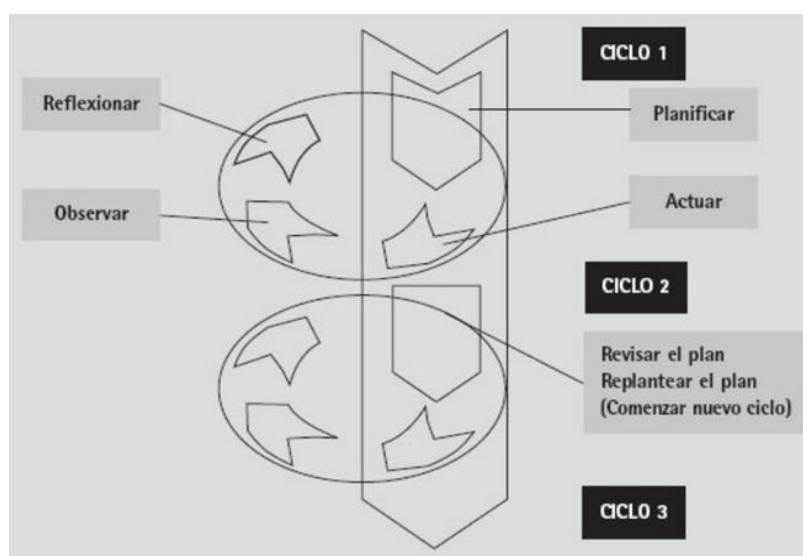 CICLO 1
Reflexionar
Planificar
Observar
Actuar
CICLO 2
Revisar el plan
Replantear el plan
(Comenzar nuevo ciclo)
CICLO 3